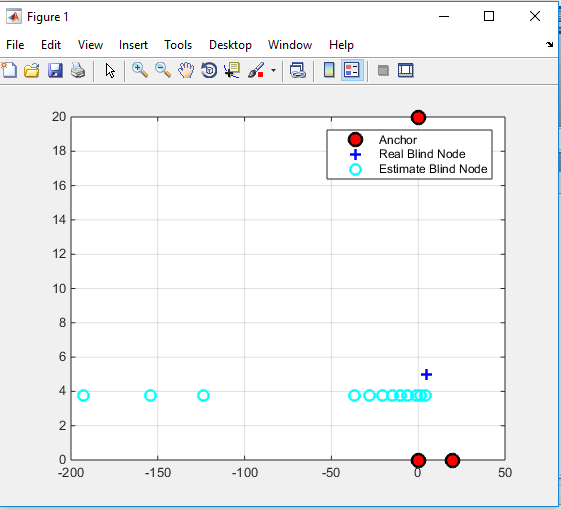 Figure 1
File Edit View Insert Tools Desktop Window Help
20
18
16
14
12
10
8
6
4
2
0
Anchor
Real Blind Node
Estimate Blind Node
-200 -150 -100 -50 0 50